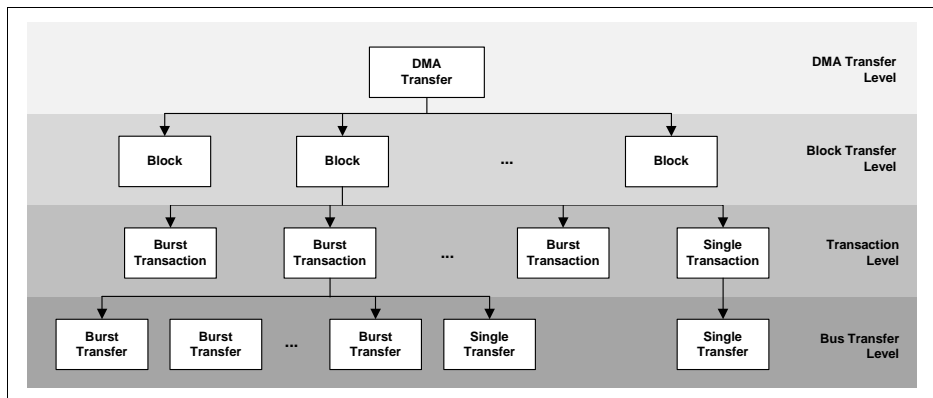 DMA
Transfer
DMA Transfer
Level
Block
Block
...
Block
Block Transfer
Level
Burst
Transaction
Burst
Transaction
...
Burst
Transaction
Single
Transaction
Transaction
Level
Burst
Transfer
Burst
Transfer
...
Burst
Transfer
Single
Transfer
Single
Transfer
Bus Transfer
Level